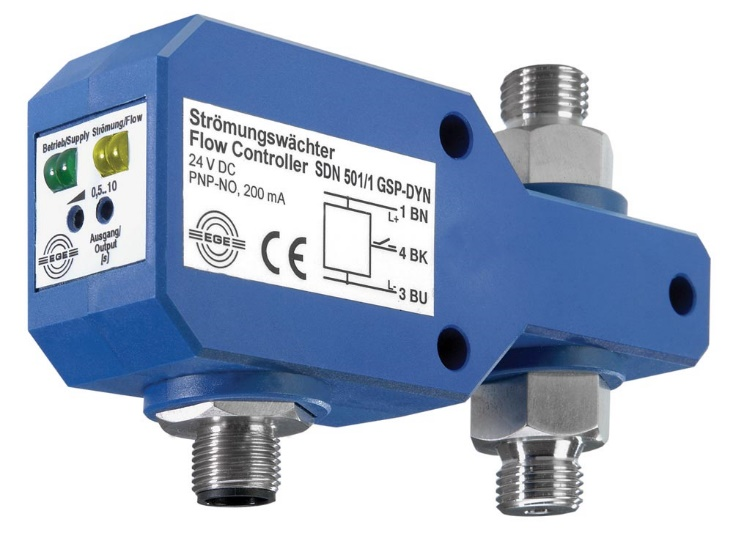 Betrieb/Supply Strömung/Flow
0,5..10
Ausgang/
Output
[s]
EGE
Strömungswächter
Flow Controller SDN 501/1 GSP-DYN
24 V DC
PNP-NO, 200 mA
L+ 1 BN
4 BK
L- 3 BU
EGE
CE